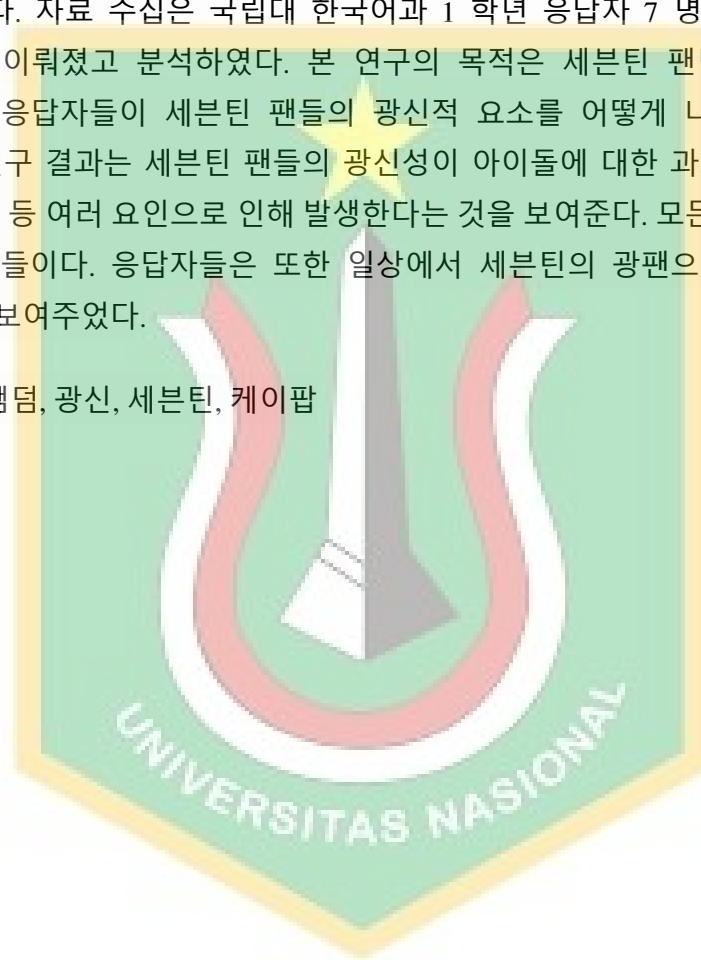 다. 자료 수집은 국립대 한국어과 1 학년 응답자 7 명
이뤄졌고 분석하였다. 본 연구의 목적은 세븐틴
응답자들이 세븐틴 팬들의 광신적 요소를 어떻게
결과는 세븐틴 팬들의 광신성이 아이돌에 대한
등 여러 요인으로 인해 발생한다는 것을 보여준다.
들이다. 응답자들은 또한 일상에서 세븐틴의 광팬으
보여주었다.
덤, 광신, 세븐틴, 케이팝
UNIVERSITAS NASIONAL